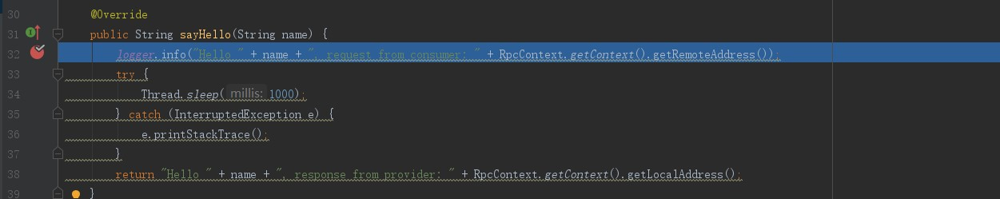 30 @Override
31 public String sayHello(String name) {
32 logger.info("Hello " + name + ", request from consumer: " + RpcContext.getContext().getRemoteAddress());
33 try {
34 Thread.sleep( millis: 1000);
35 } catch (InterruptedException e) {
36 e.printStackTrace();
37 }
38 return "Hello " + name + ", response from provider: " + RpcContext.getContext().getLocalAddress();
39 }